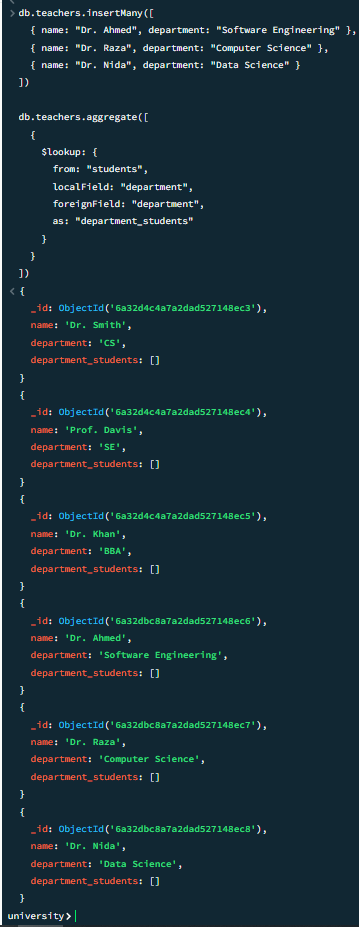 > db.teachers.insertMany([
{ name: "Dr. Ahmed", department: "Software Engineering" },
{ name: "Dr. Raza", department: "Computer Science" },
{ name: "Dr. Nida", department: "Data Science" }
])
db.teachers.aggregate([
{
$lookup: {
from: "students",
localField: "department",
foreignField: "department",
as: "department_students"
}
}
])
< {
_id: ObjectId('6a32d4c4a7a2dad527148ec3'),
name: 'Dr. Smith',
department: 'CS',
department_students: []
}
{
_id: ObjectId('6a32d4c4a7a2dad527148ec4'),
name: 'Prof. Davis',
department: 'SE',
department_students: []
}
{
_id: ObjectId('6a32d4c4a7a2dad527148ec5'),
name: 'Dr. Khan',
department: 'BBA',
department_students: []
}
{
_id: ObjectId('6a32dbc8a7a2dad527148ec6'),
name: 'Dr. Ahmed',
department: 'Software Engineering',
department_students: []
}
{
_id: ObjectId('6a32dbc8a7a2dad527148ec7'),
name: 'Dr. Raza',
department: 'Computer Science',
department_students: []
}
{
_id: ObjectId('6a32dbc8a7a2dad527148ec8'),
name: 'Dr. Nida',
department: 'Data Science',
department_students: []
}
university>